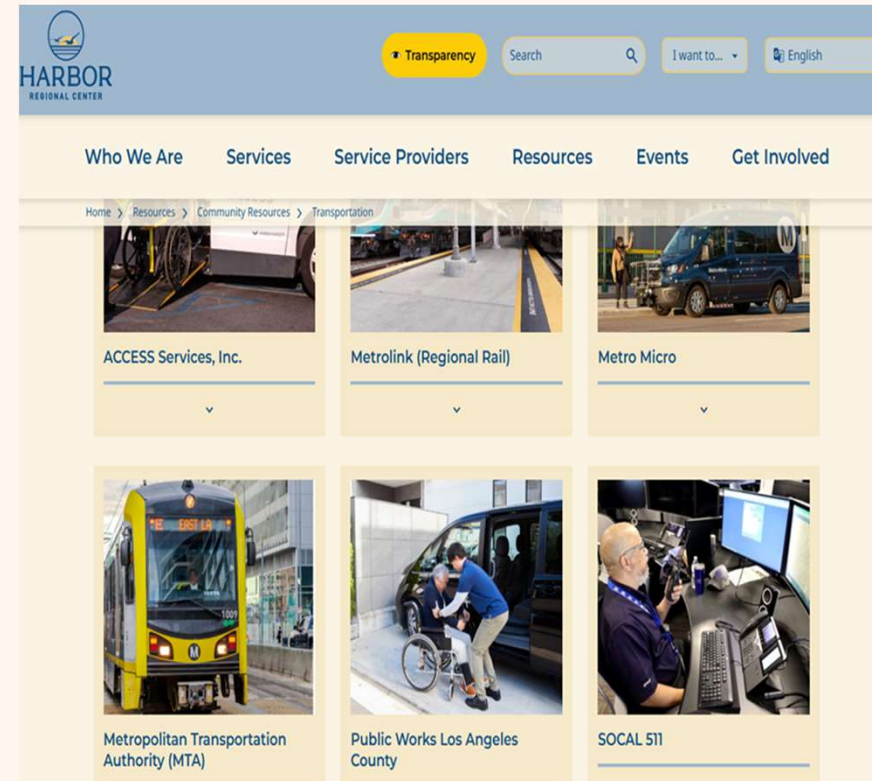 HARBOR
REGIONAL CENTER
Transparency
Search
I want to...
English
Who We Are Services Service Providers Resources Events Get Involved
Home > Resources > Community Resources > Transportation
ACCESS Services, Inc.
Metrolink (Regional Rail)
Metro Micro
E EAST LA
1009
M
M
Metropolitan Transportation
Authority (MTA)
Public Works Los Angeles
County
SOCAL 511